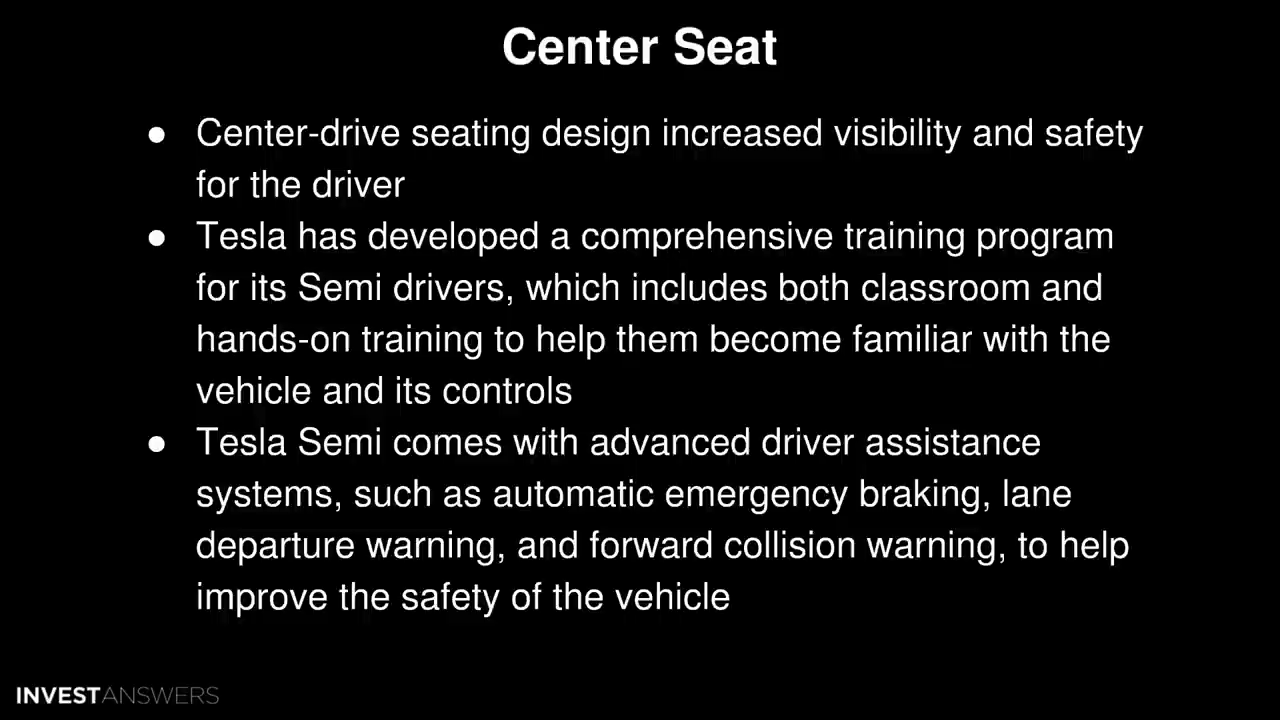 Center Seat
● Center-drive seating design increased visibility and safety
for the driver
● Tesla has developed a comprehensive training program
for its Semi drivers, which includes both classroom and
hands-on training to help them become familiar with the
vehicle and its controls
● Tesla Semi comes with advanced driver assistance
systems, such as automatic emergency braking, lane
departure warning, and forward collision warning, to help
improve the safety of the vehicle
INVESTANSWERS